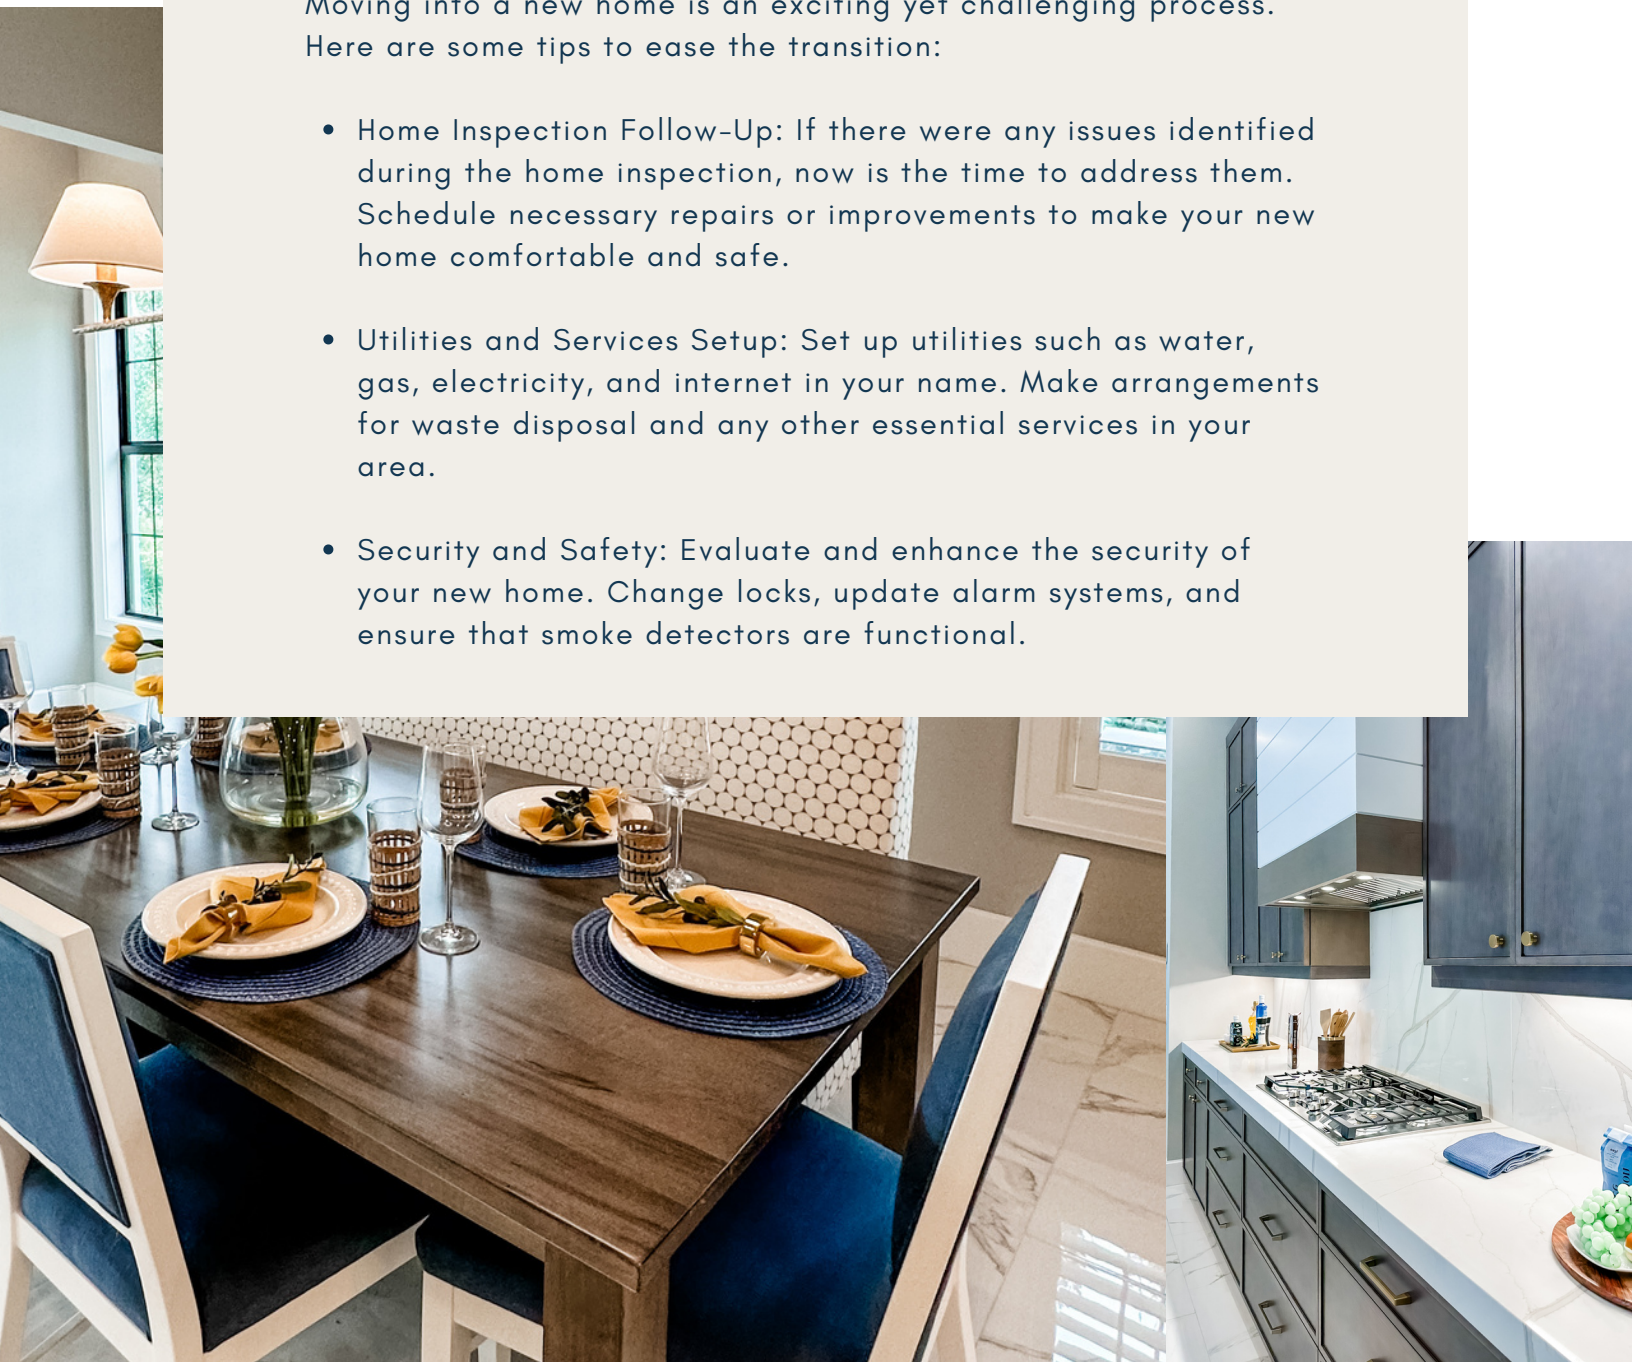 Moving into a new home is an exciting yet challenging process.
Here are some tips to ease the transition:
• Home Inspection Follow-Up: If there were any issues identified
during the home inspection, now is the time to address them.
Schedule necessary repairs or improvements to make your new
home comfortable and safe.
• Utilities and Services Setup: Set up utilities such as water,
gas, electricity, and internet in your name. Make arrangements
for waste disposal and any other essential services in your
area.
• Security and Safety: Evaluate and enhance the security of
your new home. Change locks, update alarm systems, and
ensure that smoke detectors are functional.